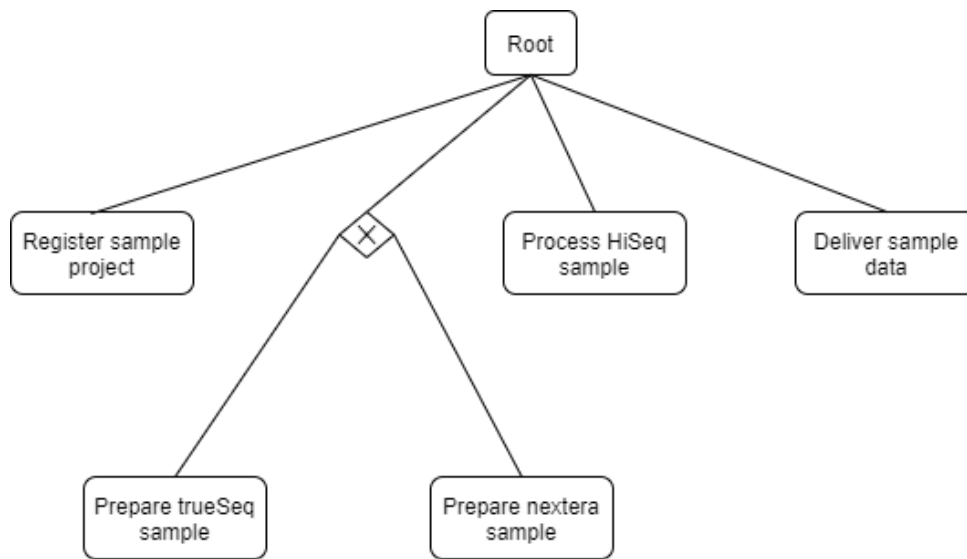 Root
Register sample
project
X
Process HiSeq
sample
Deliver sample
data
Prepare trueSeq
sample
Prepare nextera
sample